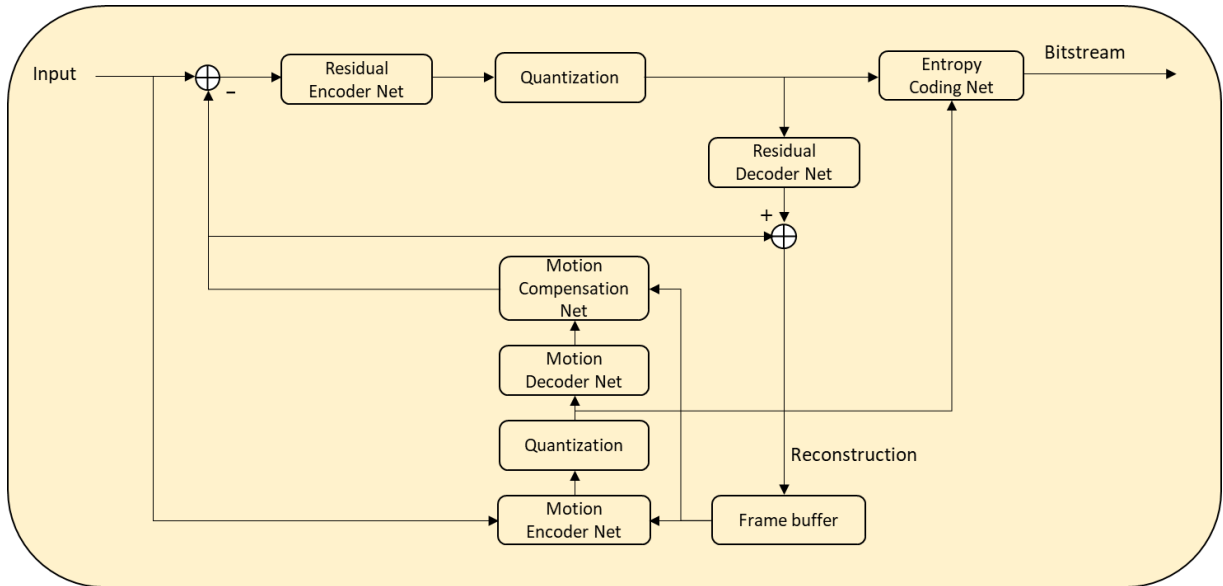 Input
−
Residual
Encoder Net
Quantization
Entropy
Coding Net
Bitstream
Residual
Decoder Net
+
Motion
Compensation
Net
Motion
Decoder Net
Quantization
Reconstruction
Motion
Encoder Net
Frame buffer